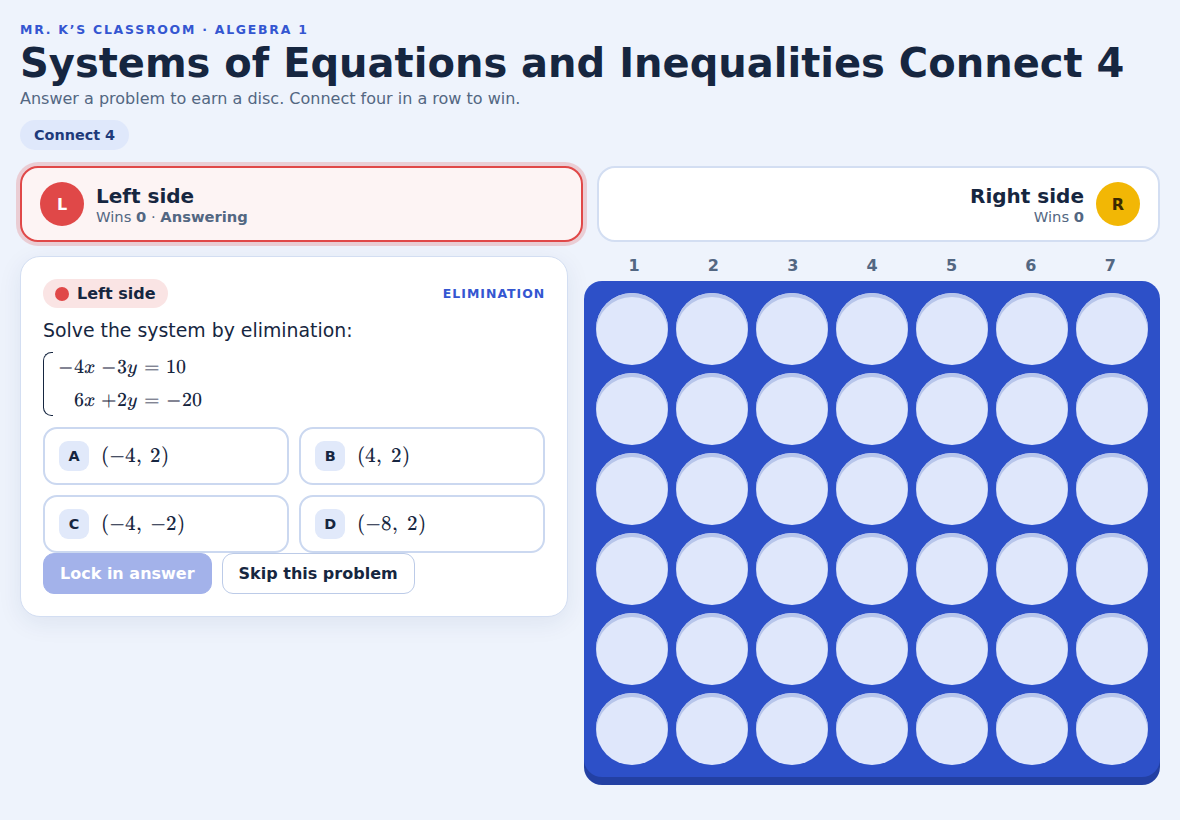 MR. K’S CLASSROOM · ALGEBRA 1
Systems of Equations and Inequalities Connect 4
Answer a problem to earn a disc. Connect four in a row to win.
Connect 4
L
Left side
Wins 0 · Answering
Right side
Wins 0
R
Left side
ELIMINATION
Solve the system by elimination:
−4x −3y = 10
6x +2y = −20
A (−4, 2)
B (4, 2)
C (−4, −2)
D (−8, 2)
Lock in answer
Skip this problem
1 2 3 4 5 6 7